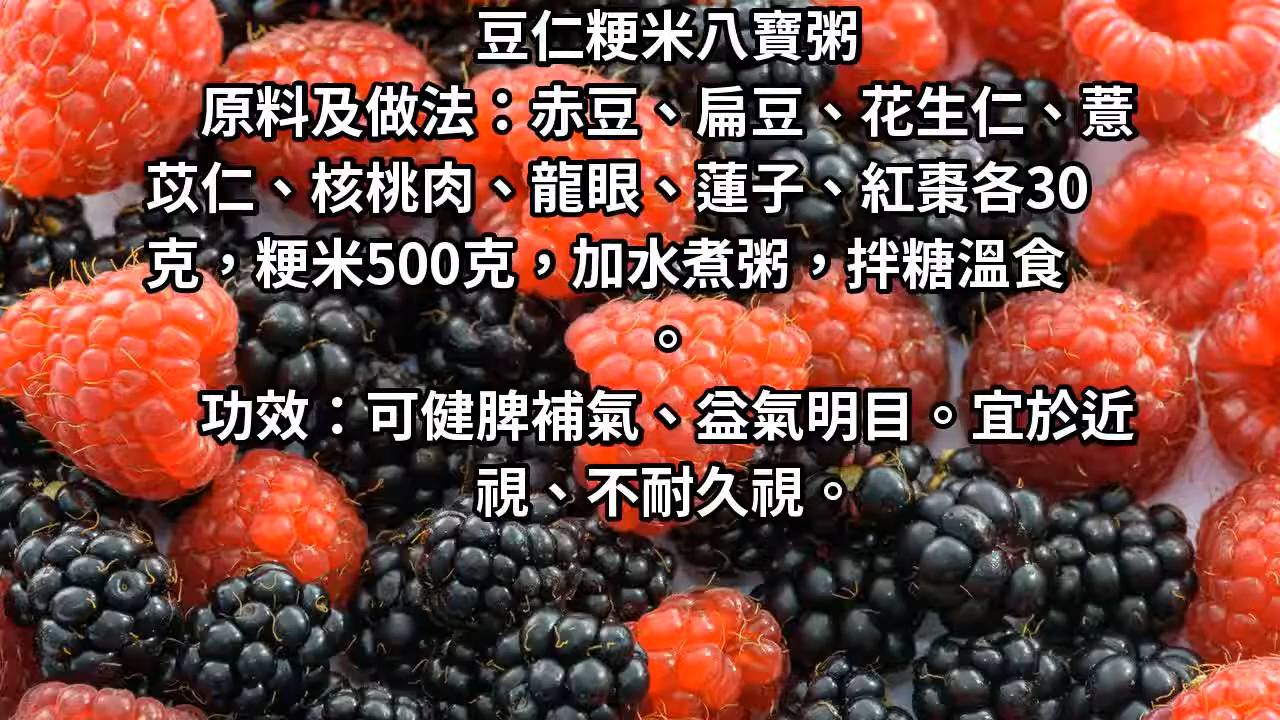 豆仁粳米八寶粥
原料及做法：赤豆、扁豆、花生仁、薏
苡仁、核桃肉、龍眼、蓮子、紅棗各30
克，粳米500克，加水煮粥，拌糖溫食
。
功效：可健脾補氣、益氣明目。宜於近
視、不耐久視。